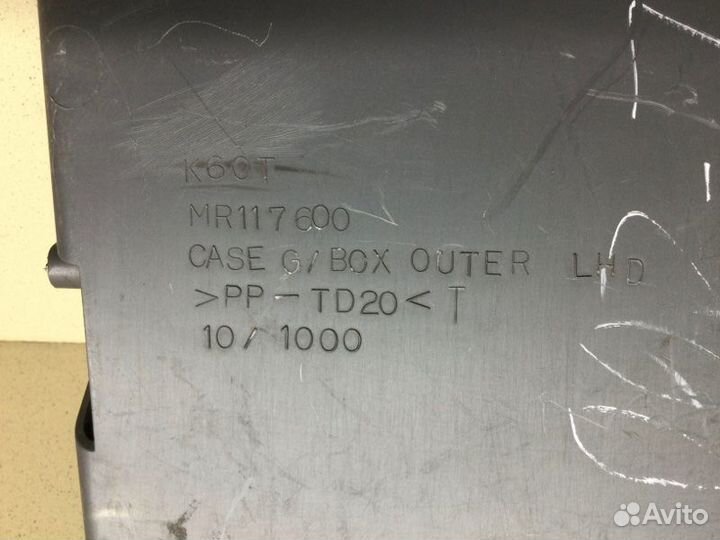 K60T
MR117600
CASE G/BOX OUTER LHD
>PP-TD20< T
10/1000
Avito